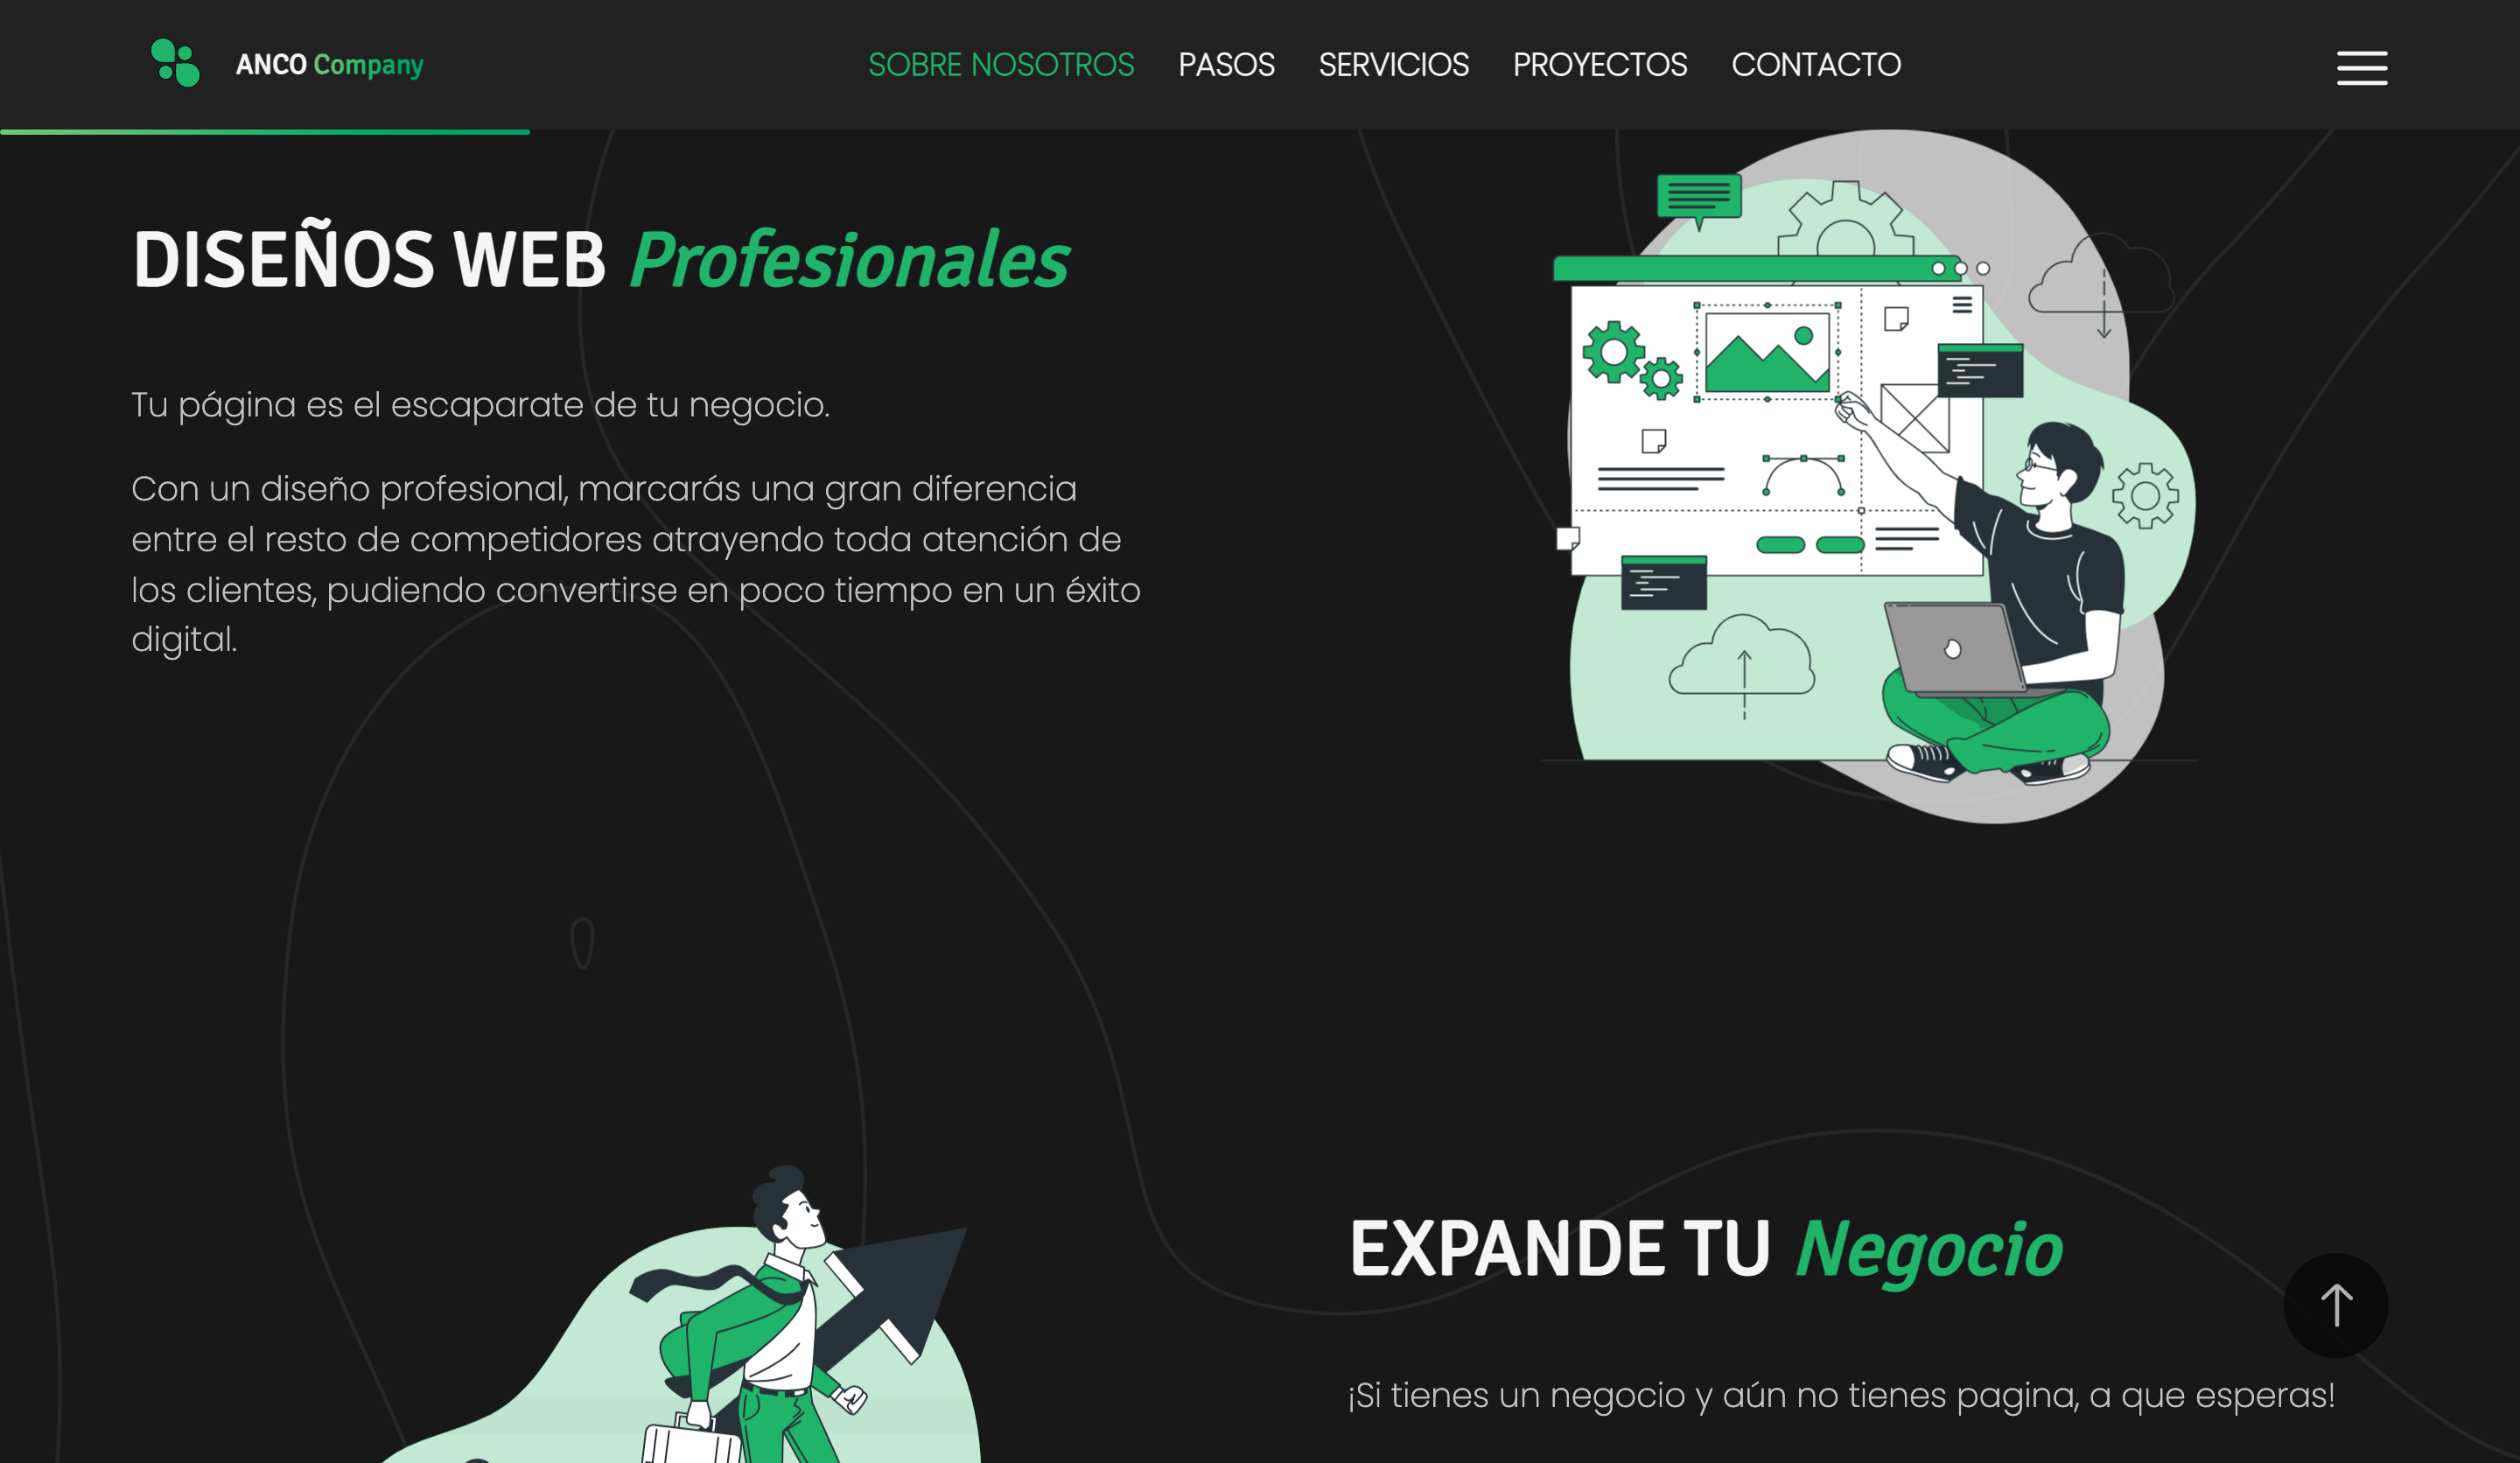 ANCO Company
SOBRE NOSOTROS PASOS SERVICIOS PROYECTOS CONTACTO
DISEÑOS WEB Profesionales
Tu página es el escaparate de tu negocio.
Con un diseño profesional, marcarás una gran diferencia
entre el resto de competidores atrayendo toda atención de
los clientes, pudiendo convertirse en poco tiempo en un éxito
digital.
EXPANDE TU Negocio
¡Si tienes un negocio y aún no tienes pagina, a que esperas!